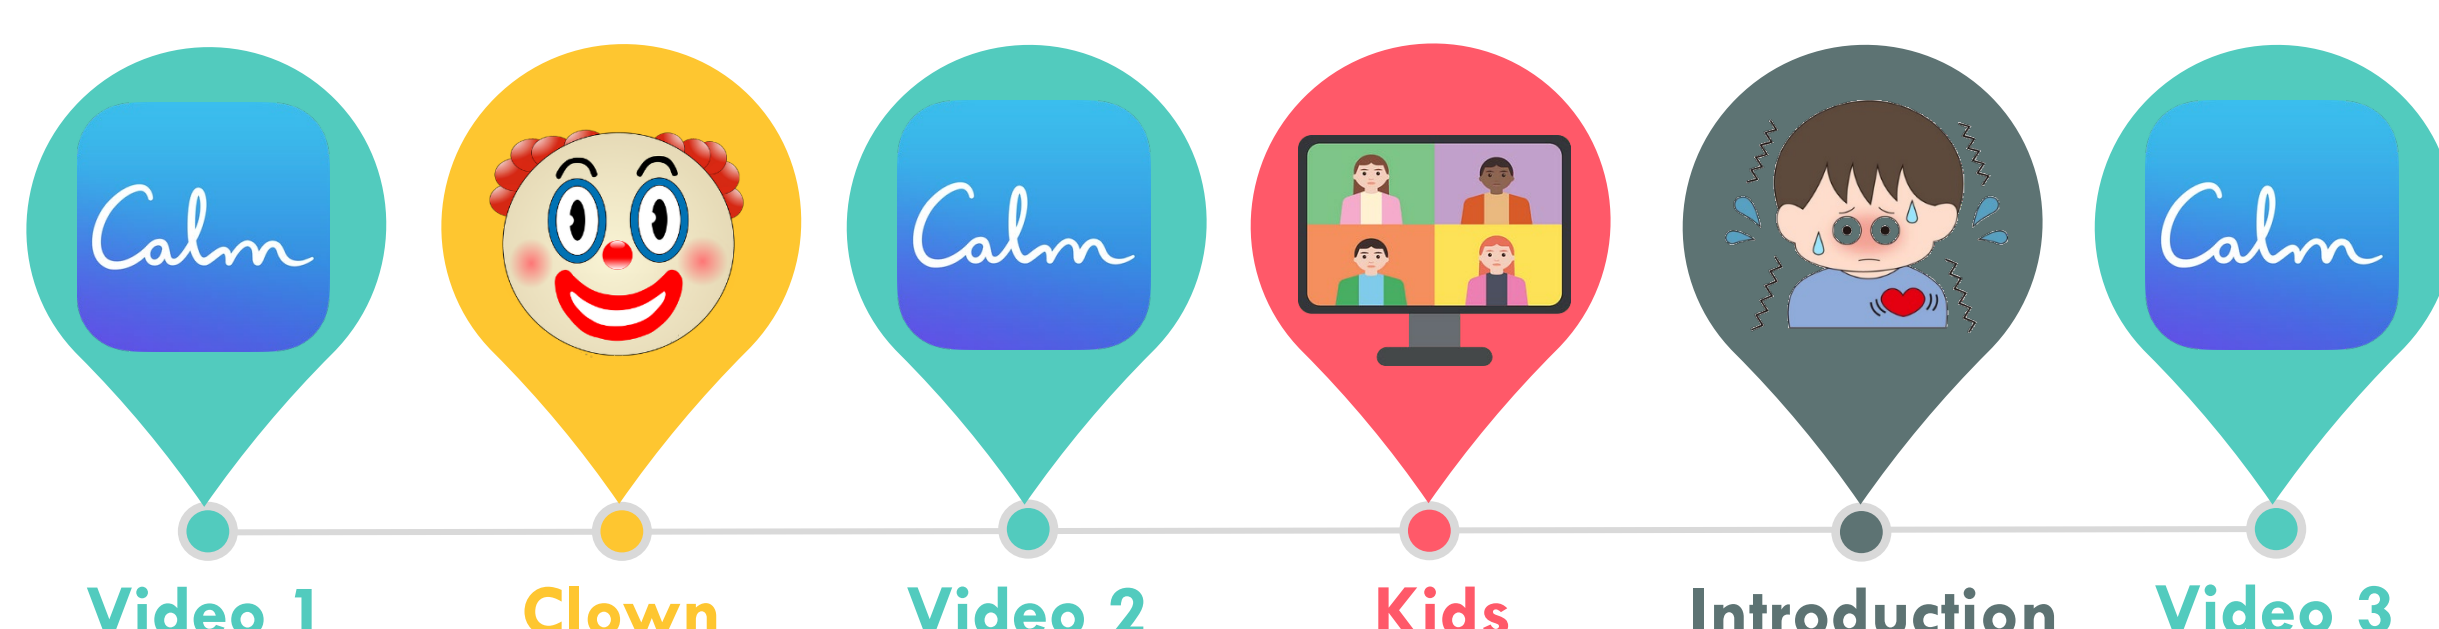 Calm
Calm
Calm
Video 1
Clown
Video 2
Kids
Introduction
Video 3